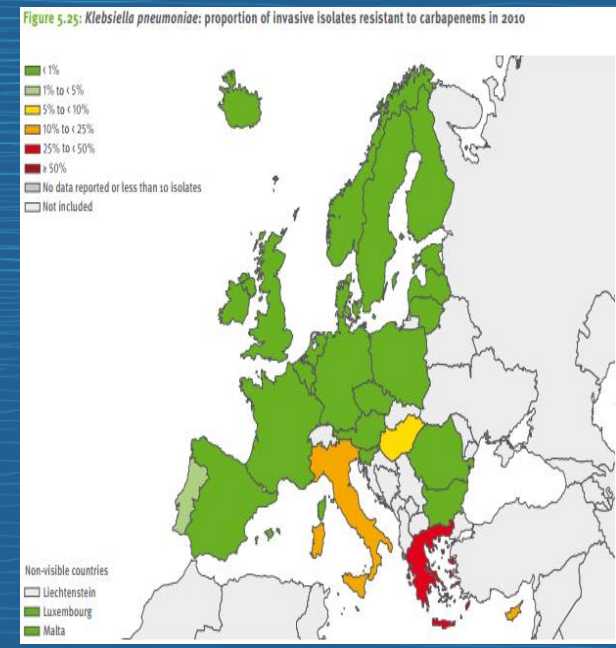 Figure 5.25: Klebsiella pneumoniae: proportion of invasive isolates resistant to carbapenems in 2010
< 1%
1% to < 5%
5% to < 10%
10% to < 25%
25% to < 50%
≥ 50%
No data reported or less than 10 isolates
Not included
Non-visible countries
Liechtenstein
Luxembourg
Malta